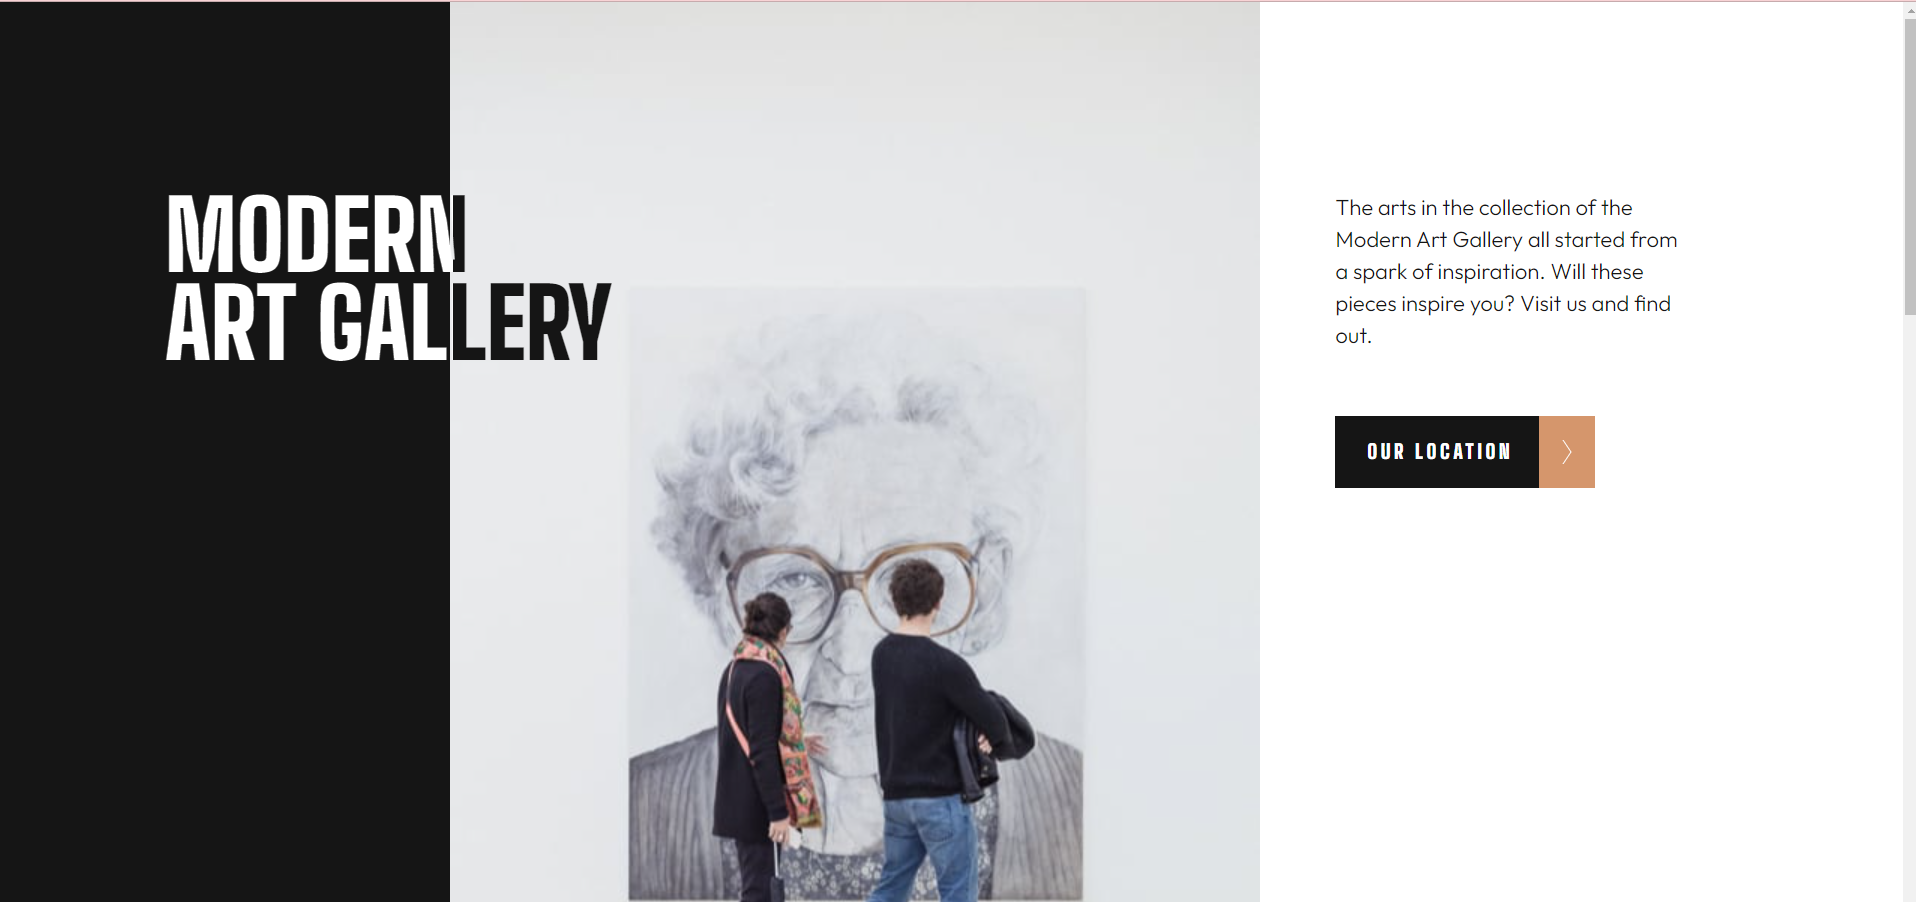 MODERN
ART GALLERY
The arts in the collection of the
Modern Art Gallery all started from
a spark of inspiration. Will these
pieces inspire you? Visit us and find
out.
OUR LOCATION